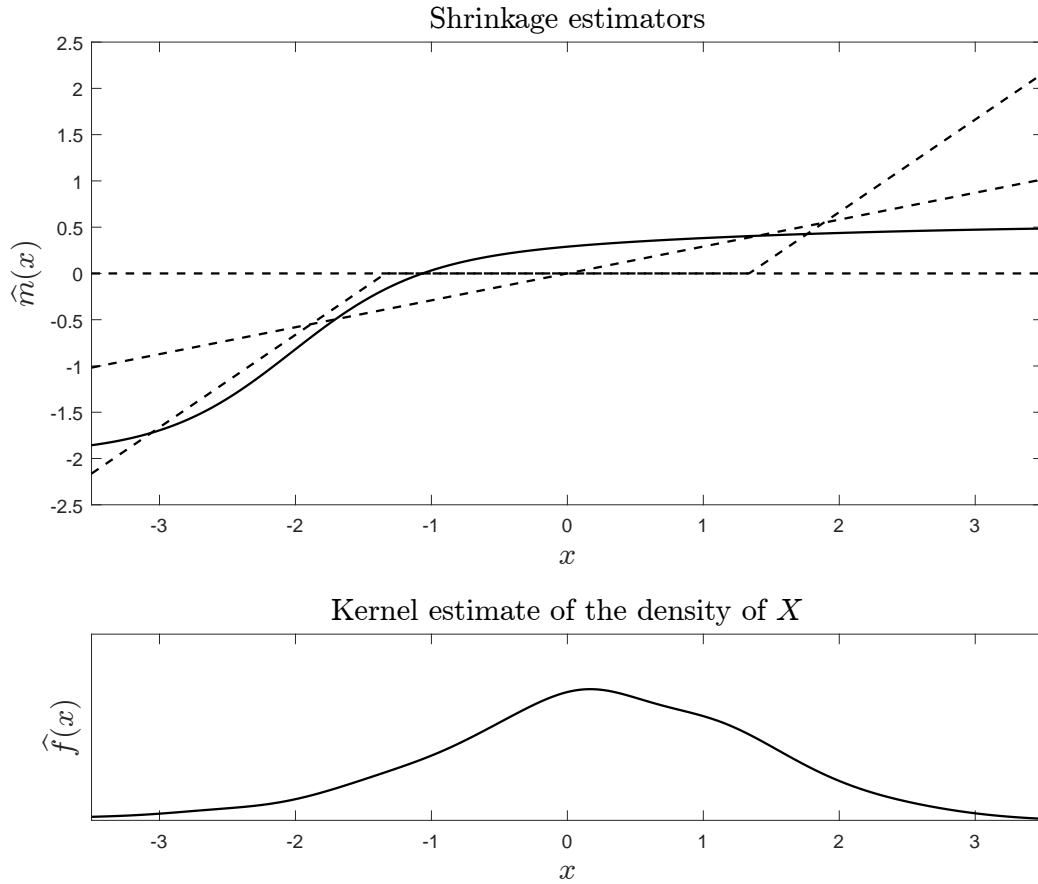 Shrinkage estimators
2.5
2
1.5
1
0.5
0
-0.5
-1
-1.5
-2
-2.5
m̂(x)
-3 -2 -1 0 1 2 3
x
Kernel estimate of the density of X
f̂(x)
-3 -2 -1 0 1 2 3
x